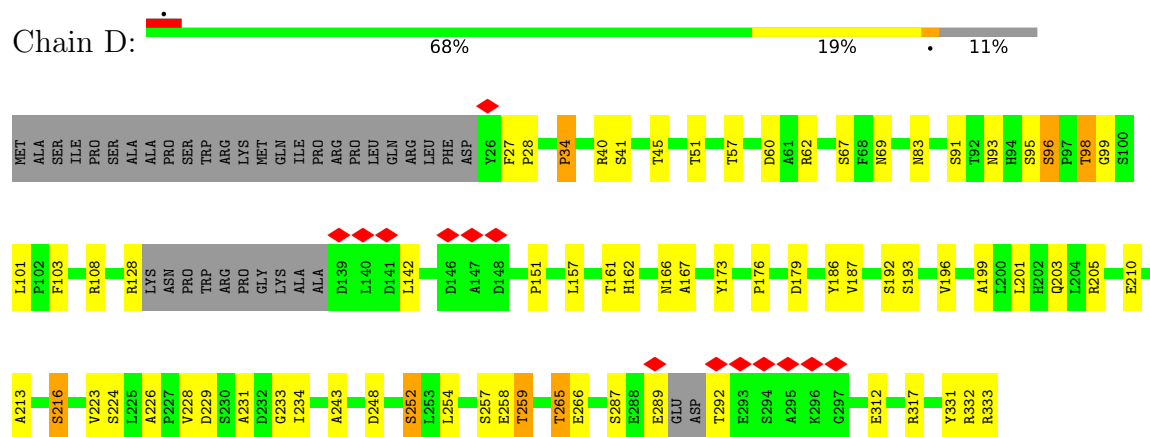 Chain D:
68% 19% • 11%
MET ALA SER ILE PRO SER ALA ALA PRO SER TRP ARG LYS MET GLN ILE PRO ARG PRO LEU GLN ARG LEU PHE ASP Y26 F27 P28 P34 R40 S41 T45 T51 T57 D60 A61 R62 S67 F68 N69 N83 S91 T92 N93 H94 S95 S96 P97 T98 G99 S100
L101 P102 F103 R108 R128 LYS ASN PRO TRP ARG PRO GLY LYS ALA ALA D139 L140 D141 L142 D146 A147 D148 P151 L157 T161 H162 N166 A167 Y173 P176 D179 Y186 V187 S192 S193 V196 A199 L200 L201 H202 Q203 L204 R205 E210
A213 S216 V223 S224 L225 A226 P227 V228 D229 S230 A231 D232 G233 I234 A243 D248 S252 L253 L254 S257 E258 T259 T265 E266 S287 E288 E289 GLU ASP T292 E293 S294 A295 K296 G297 E312 R317 Y331 R332 R333